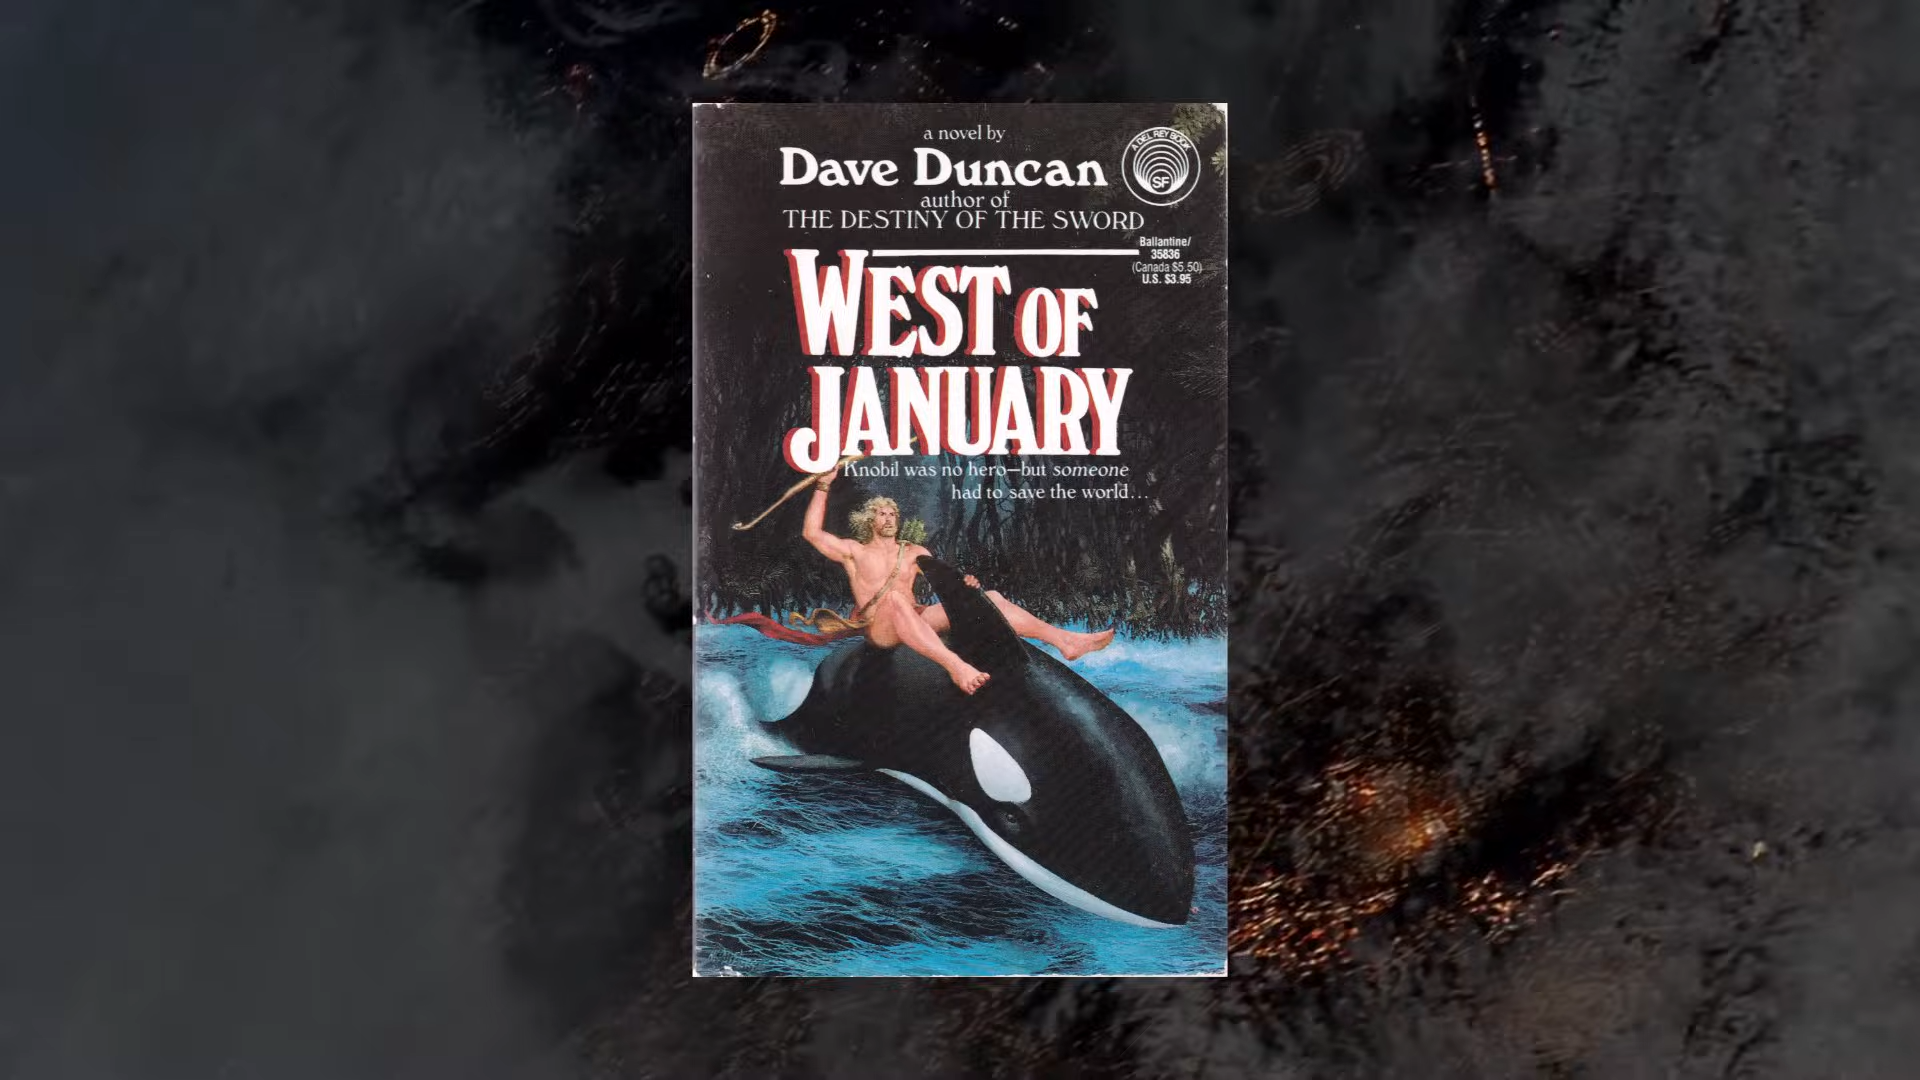 a novel by
Dave Duncan
A DEL REY BOOK
SF
author of
THE DESTINY OF THE SWORD
Ballantine/
35836
(Canada $5.50)
U.S. $3.95
WEST OF
JANUARY
Knobil was no hero—but someone
had to save the world...